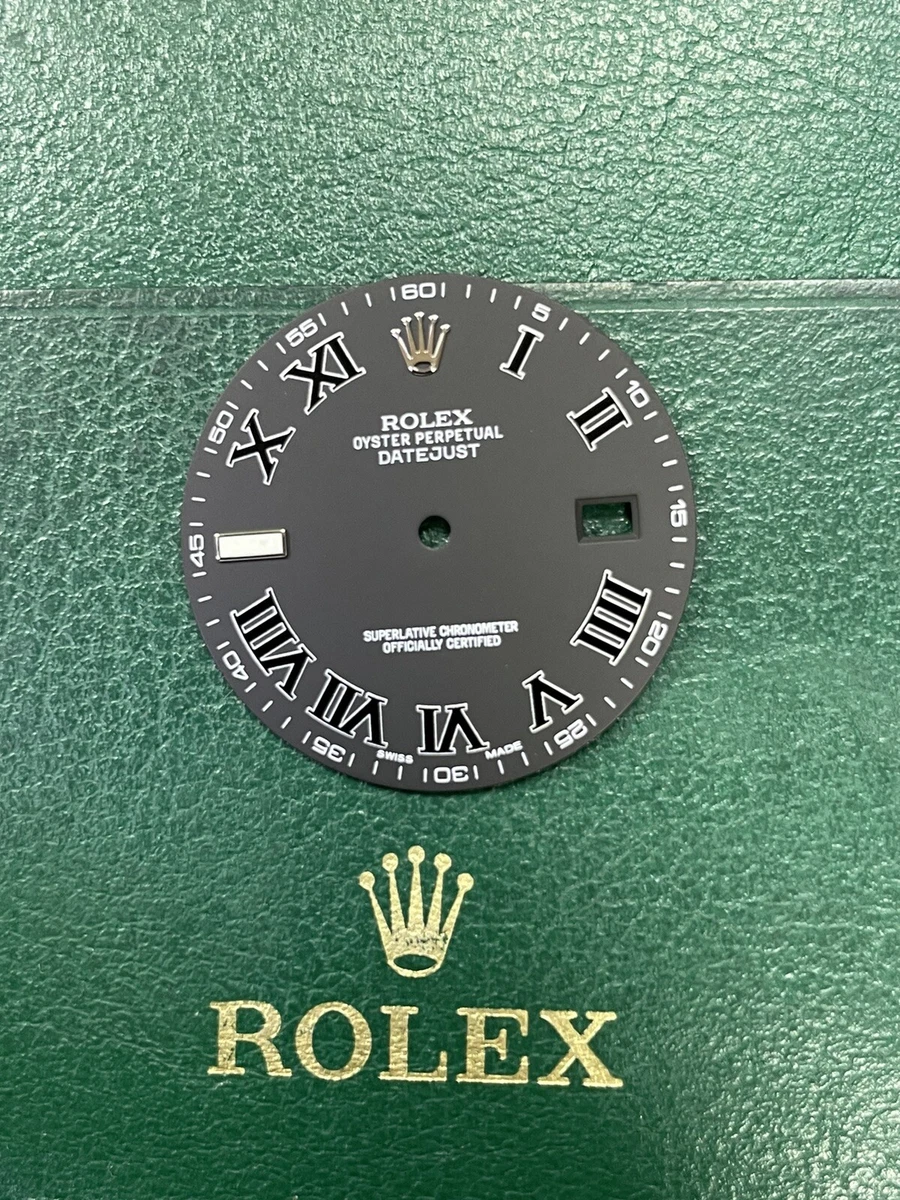 60
55
5
XI
I
50
10
X
II
ROLEX
OYSTER PERPETUAL
DATEJUST
45
15
VIII
IIII
SUPERLATIVE CHRONOMETER
OFFICIALLY CERTIFIED
40
20
VII
VI
V
35
SWISS MADE
25
30
ROLEX